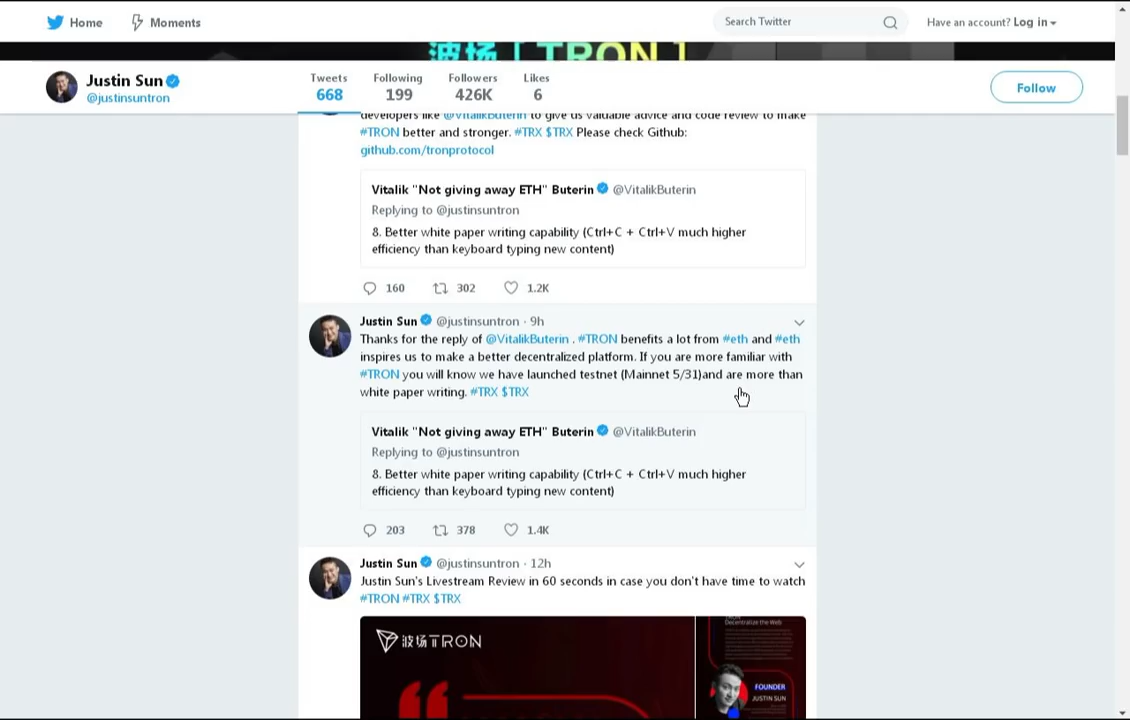 Home
Moments
Search Twitter
Have an account? Log in
波场 [ TRON ]
Justin Sun
@justinsuntron
Tweets
668
Following
199
Followers
426K
Likes
6
Follow
developers like @VitalikButerin to give us valuable advice and code review to make
#TRON better and stronger. #TRX $TRX Please check Github:
github.com/tronprotocol
Vitalik "Not giving away ETH" Buterin @VitalikButerin
Replying to @justinsuntron
8. Better white paper writing capability (Ctrl+C + Ctrl+V much higher
efficiency than keyboard typing new content)
160 302 1.2K
Justin Sun @justinsuntron · 9h
Thanks for the reply of @VitalikButerin . #TRON benefits a lot from #eth and #eth
inspires us to make a better decentralized platform. If you are more familiar with
#TRON you will know we have launched testnet (Mainnet 5/31)and are more than
white paper writing. #TRX $TRX
Vitalik "Not giving away ETH" Buterin @VitalikButerin
Replying to @justinsuntron
8. Better white paper writing capability (Ctrl+C + Ctrl+V much higher
efficiency than keyboard typing new content)
203 378 1.4K
Justin Sun @justinsuntron · 12h
Justin Sun's Livestream Review in 60 seconds in case you don't have time to watch
#TRON #TRX $TRX
波场TRON
Decentralize the Web
FOUNDER
JUSTIN SUN